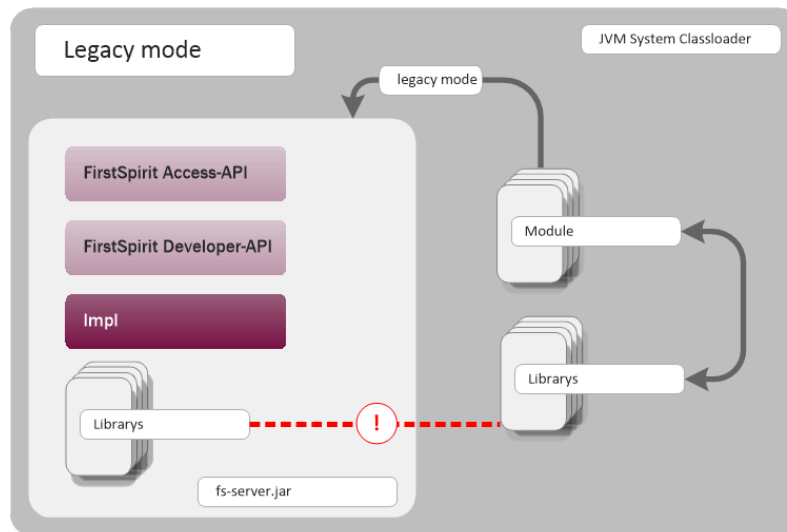 Legacy mode
JVM System Classloader
legacy mode
FirstSpirit Access-API
FirstSpirit Developer-API
Impl
Module
Librarys
Librarys
!
fs-server.jar